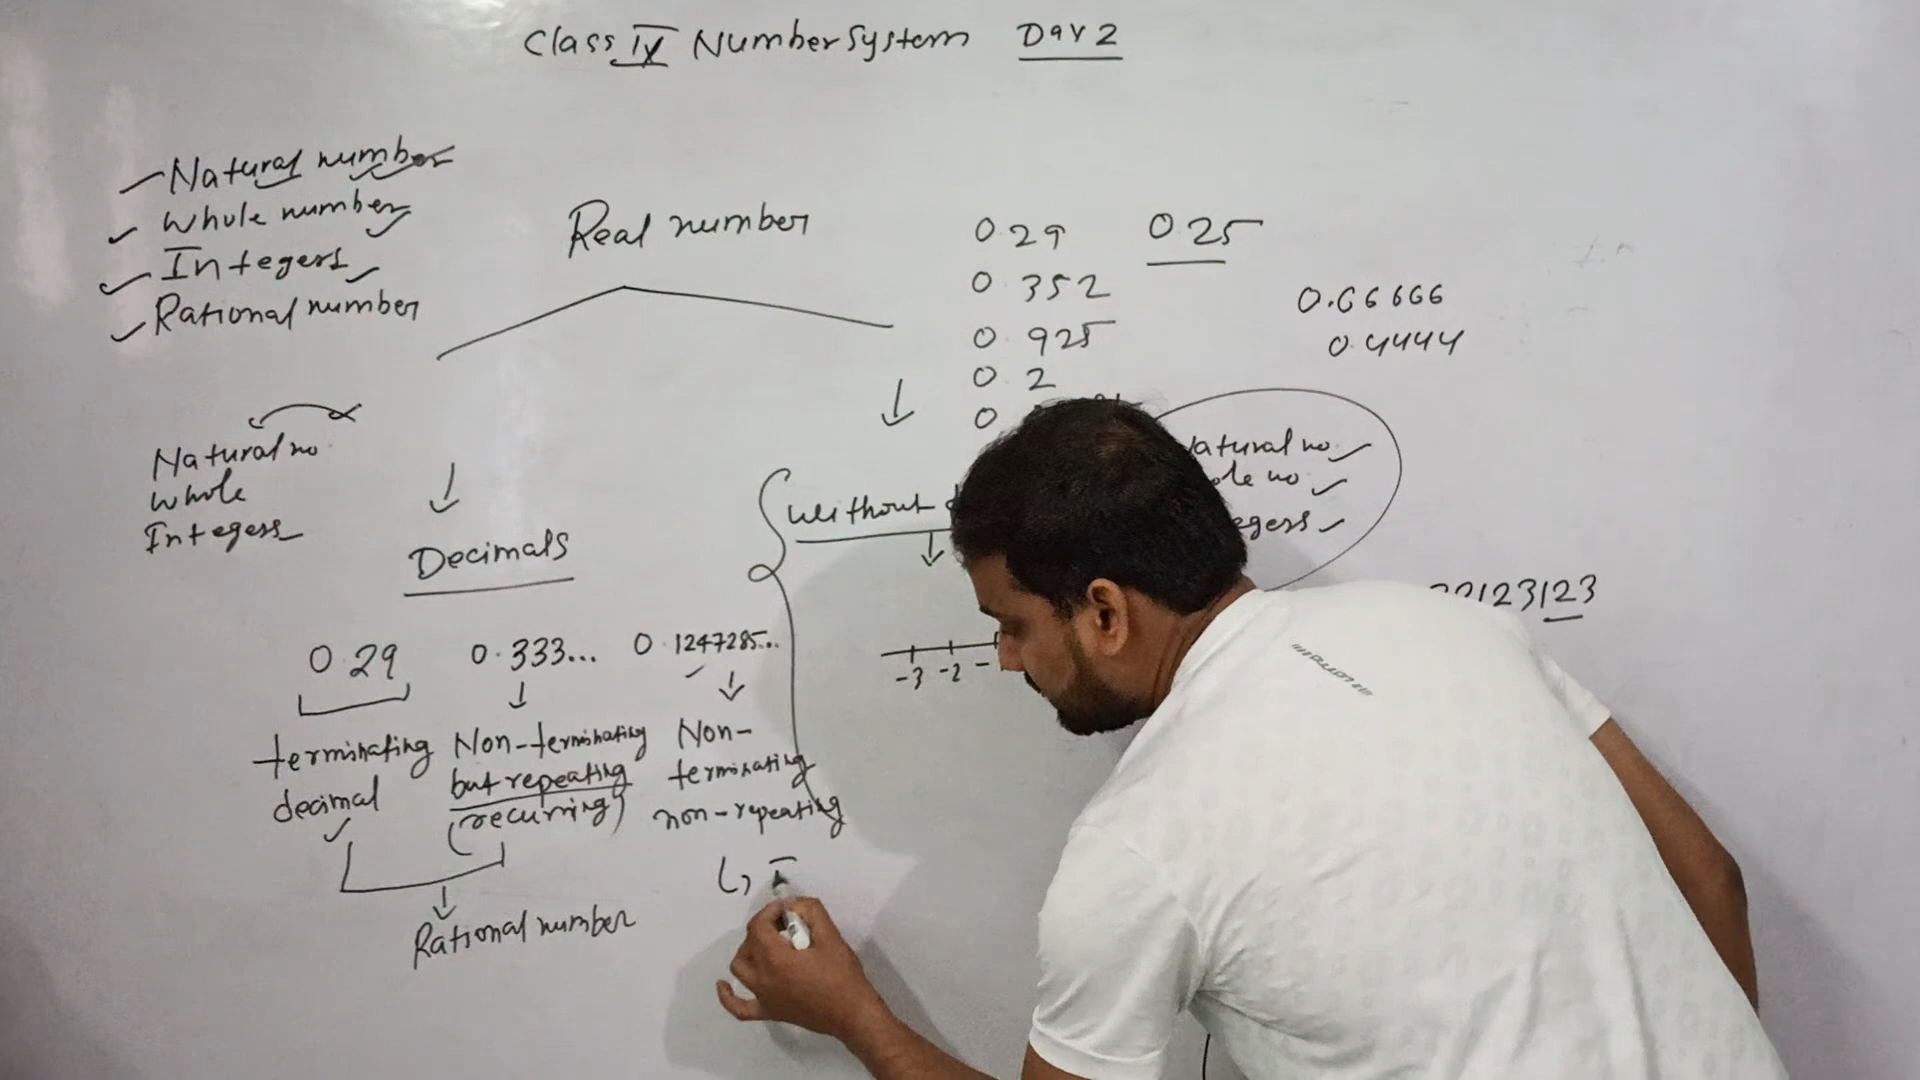 Class IX Number System Day 2
Natural number
Whole number
Integers
Rational number
Real number
0.29 0.25
0.352
0.925
0.2
0
0.66666
0.4444
Natural no
whole
Integers
Decimals
without
Natural no
no
0.29 0.333... 0.1247285...
-3 -2 -
terminating
decimal
Non-terminating
but repeating
(recurring)
Non-
terminating
non-repeating
Rational number
I
123123